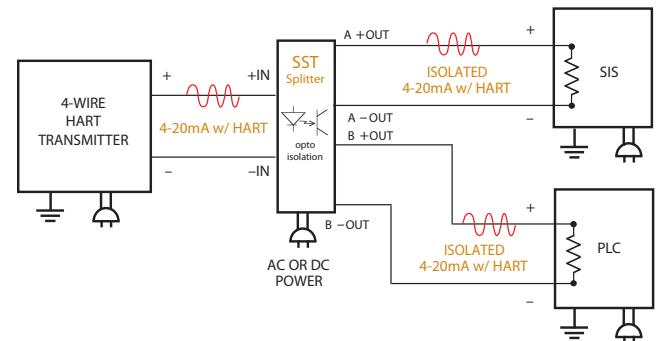 4-WIRE
HART
TRANSMITTER
+
4-20mA w/ HART
–
+IN
–IN
SST
Splitter
opto
isolation
AC OR DC
POWER
A +OUT
ISOLATED
4-20mA w/ HART
A –OUT
B +OUT
B –OUT
+
SIS
–
ISOLATED
4-20mA w/ HART
+
PLC
–